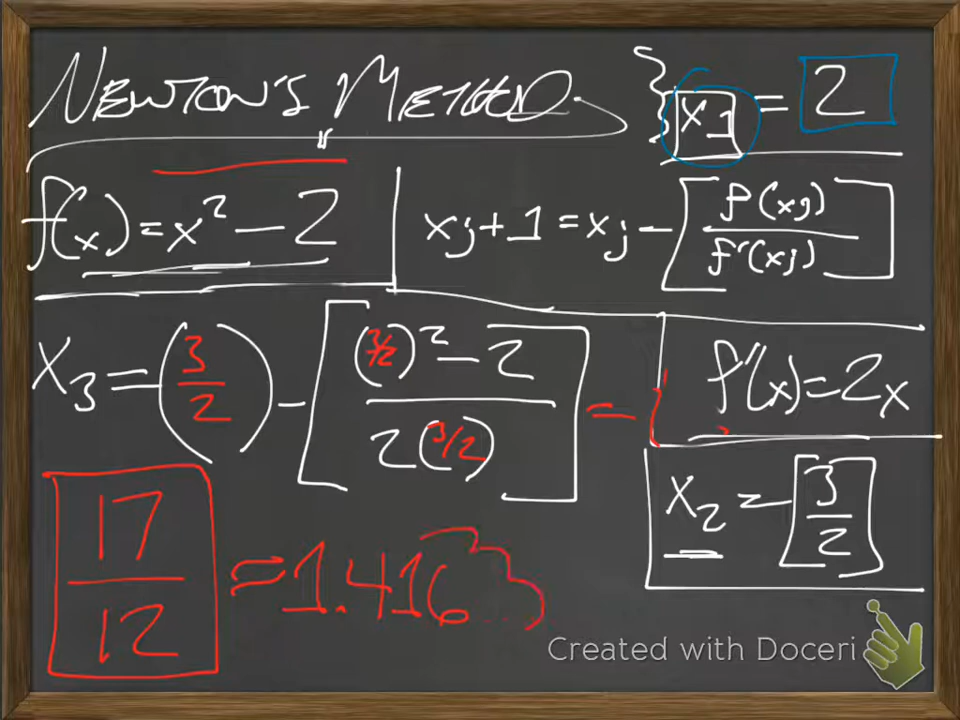 NEWTON'S METHOD
x1 = 2
f(x) = x² - 2
xj+1 = xj - [f(xj) / f'(xj)]
x3 = (3/2) - [(3/2)² - 2 / 2(3/2)] =
f'(x) = 2x
x2 = [3/2]
17/12 = 1.416
Created with Doceri